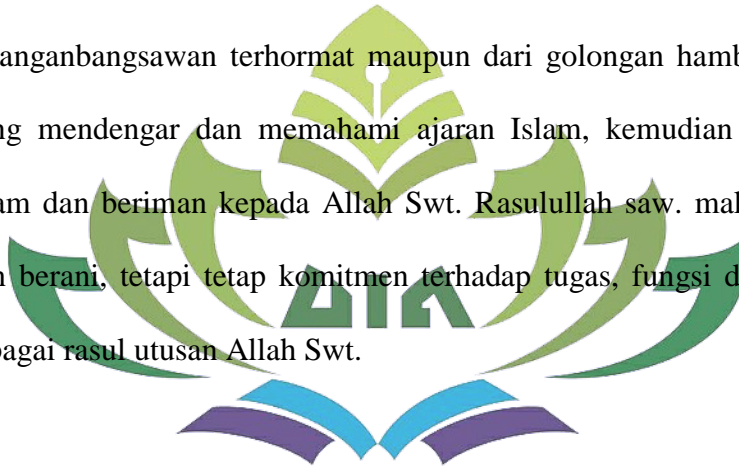 anganbangsawan terhormat maupun dari golongan hamb
ng mendengar dan memahami ajaran Islam, kemudian
am dan beriman kepada Allah Swt. Rasulullah saw. mak
n berani, tetapi tetap komitmen terhadap tugas, fungsi d
bagai rasul utusan Allah Swt.